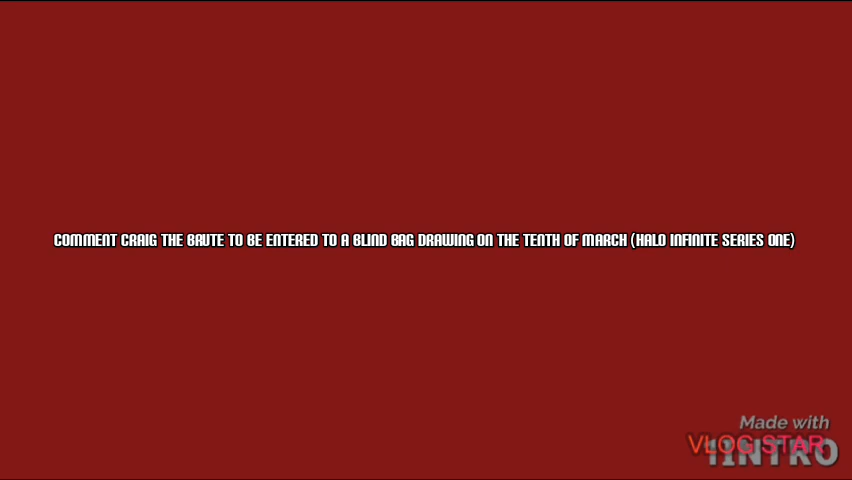 COMMENT CRAIG THE BRUTE TO BE ENTERED TO A BLIND BAG DRAWING ON THE TENTH OF MARCH (HALO INFINITE SERIES ONE)
Made with
VLOG STAR
INTRO